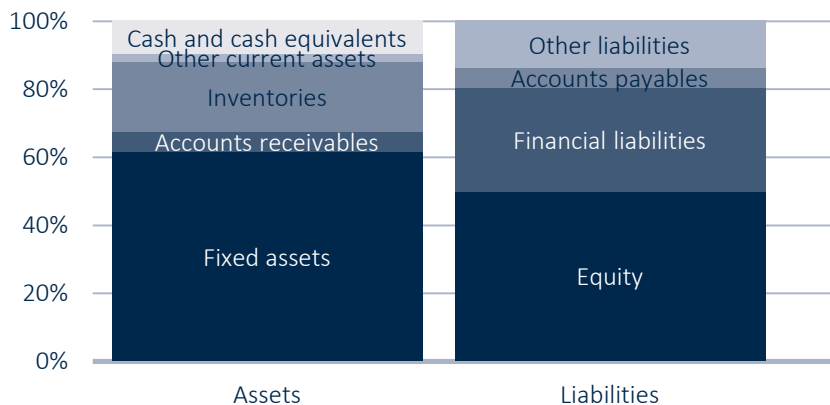 100%
80%
60%
40%
20%
0%
Cash and cash equivalents
Other current assets
Inventories
Accounts receivables
Fixed assets
Other liabilities
Accounts payables
Financial liabilities
Equity
Assets
Liabilities